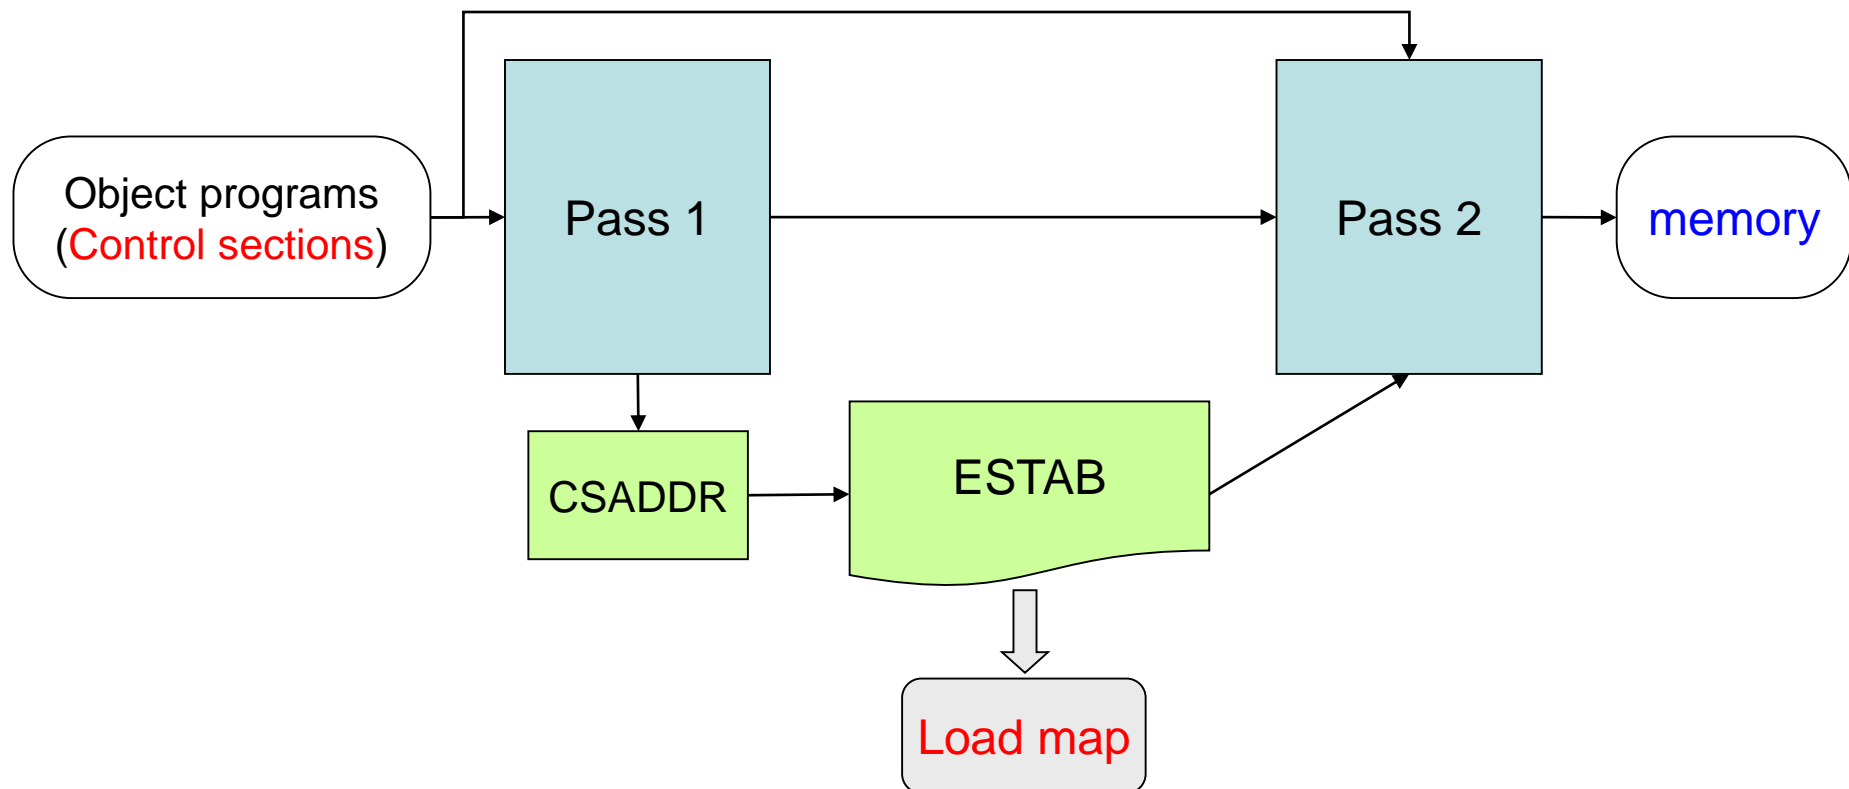 Object programs
(Control sections)
Pass 1
Pass 2
memory
CSADDR
ESTAB
Load map